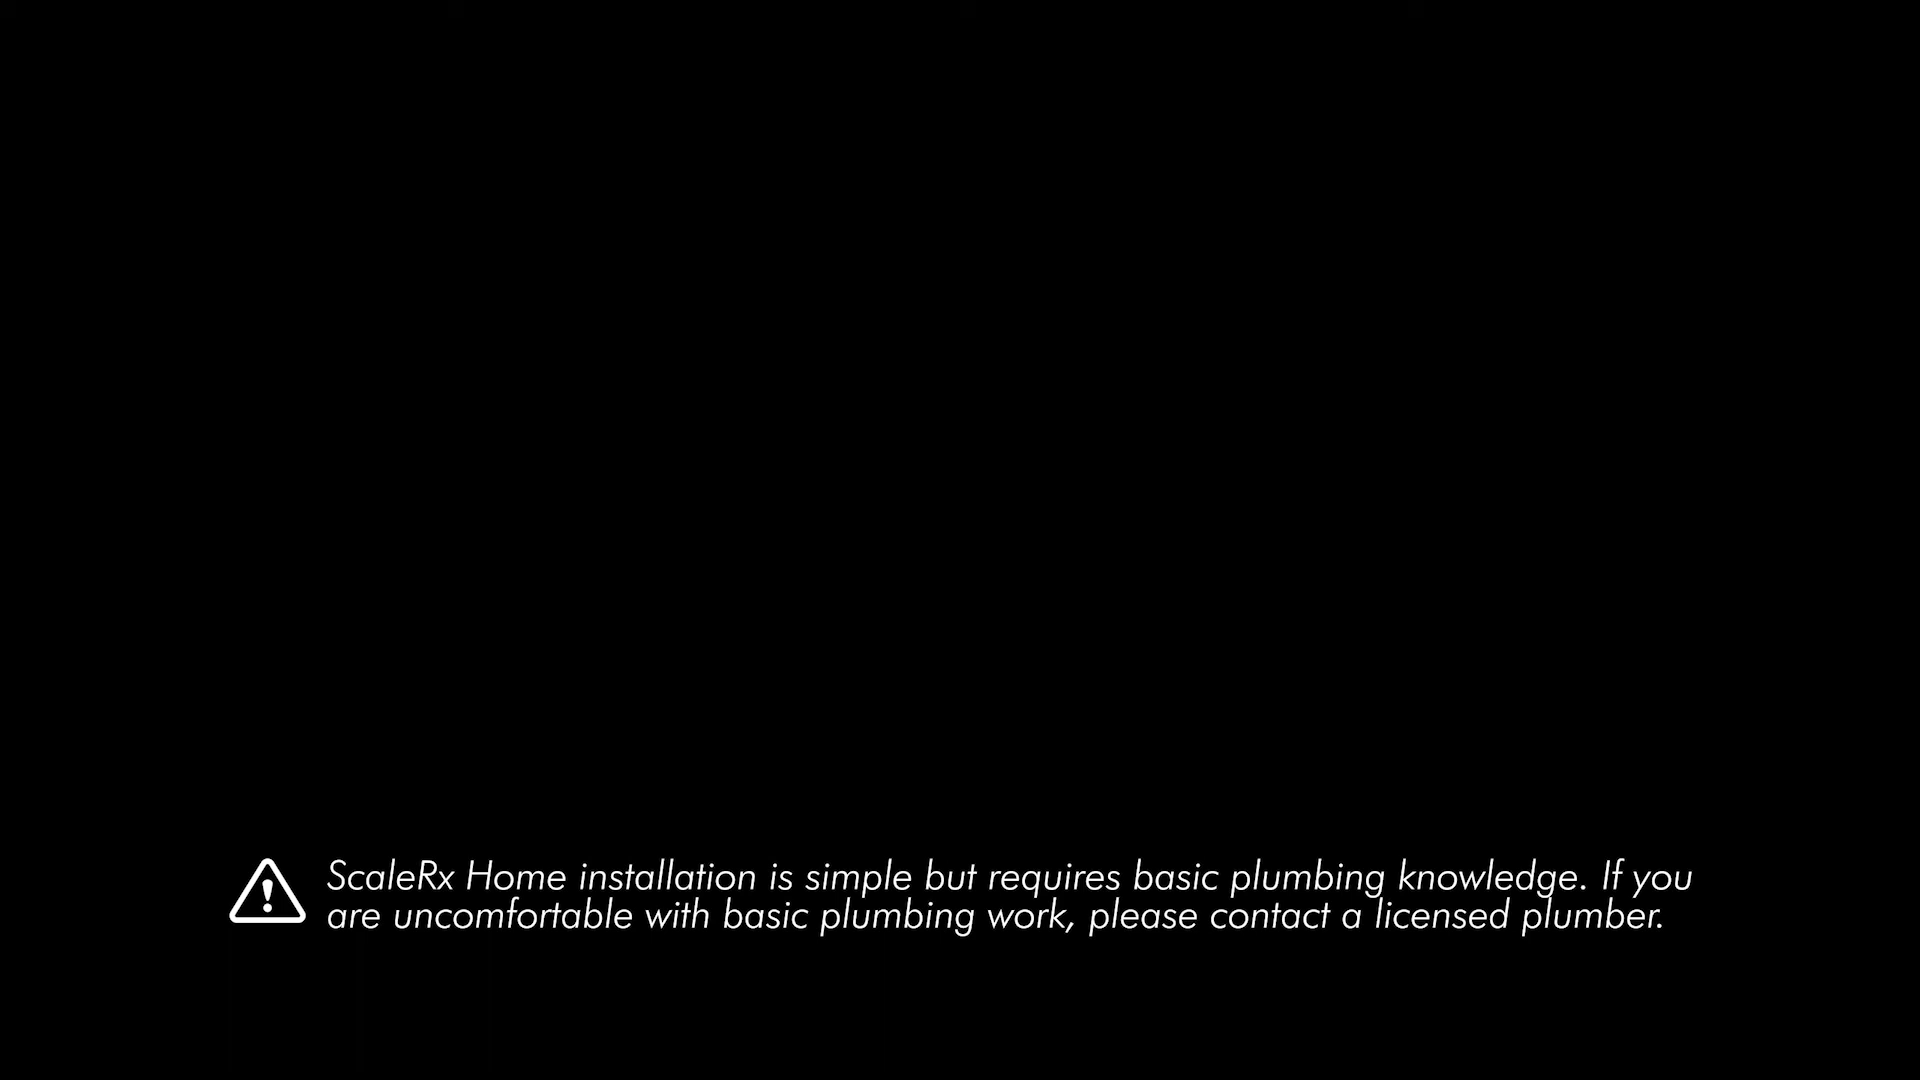 ScaleRx Home installation is simple but requires basic plumbing knowledge. If you
are uncomfortable with basic plumbing work, please contact a licensed plumber.